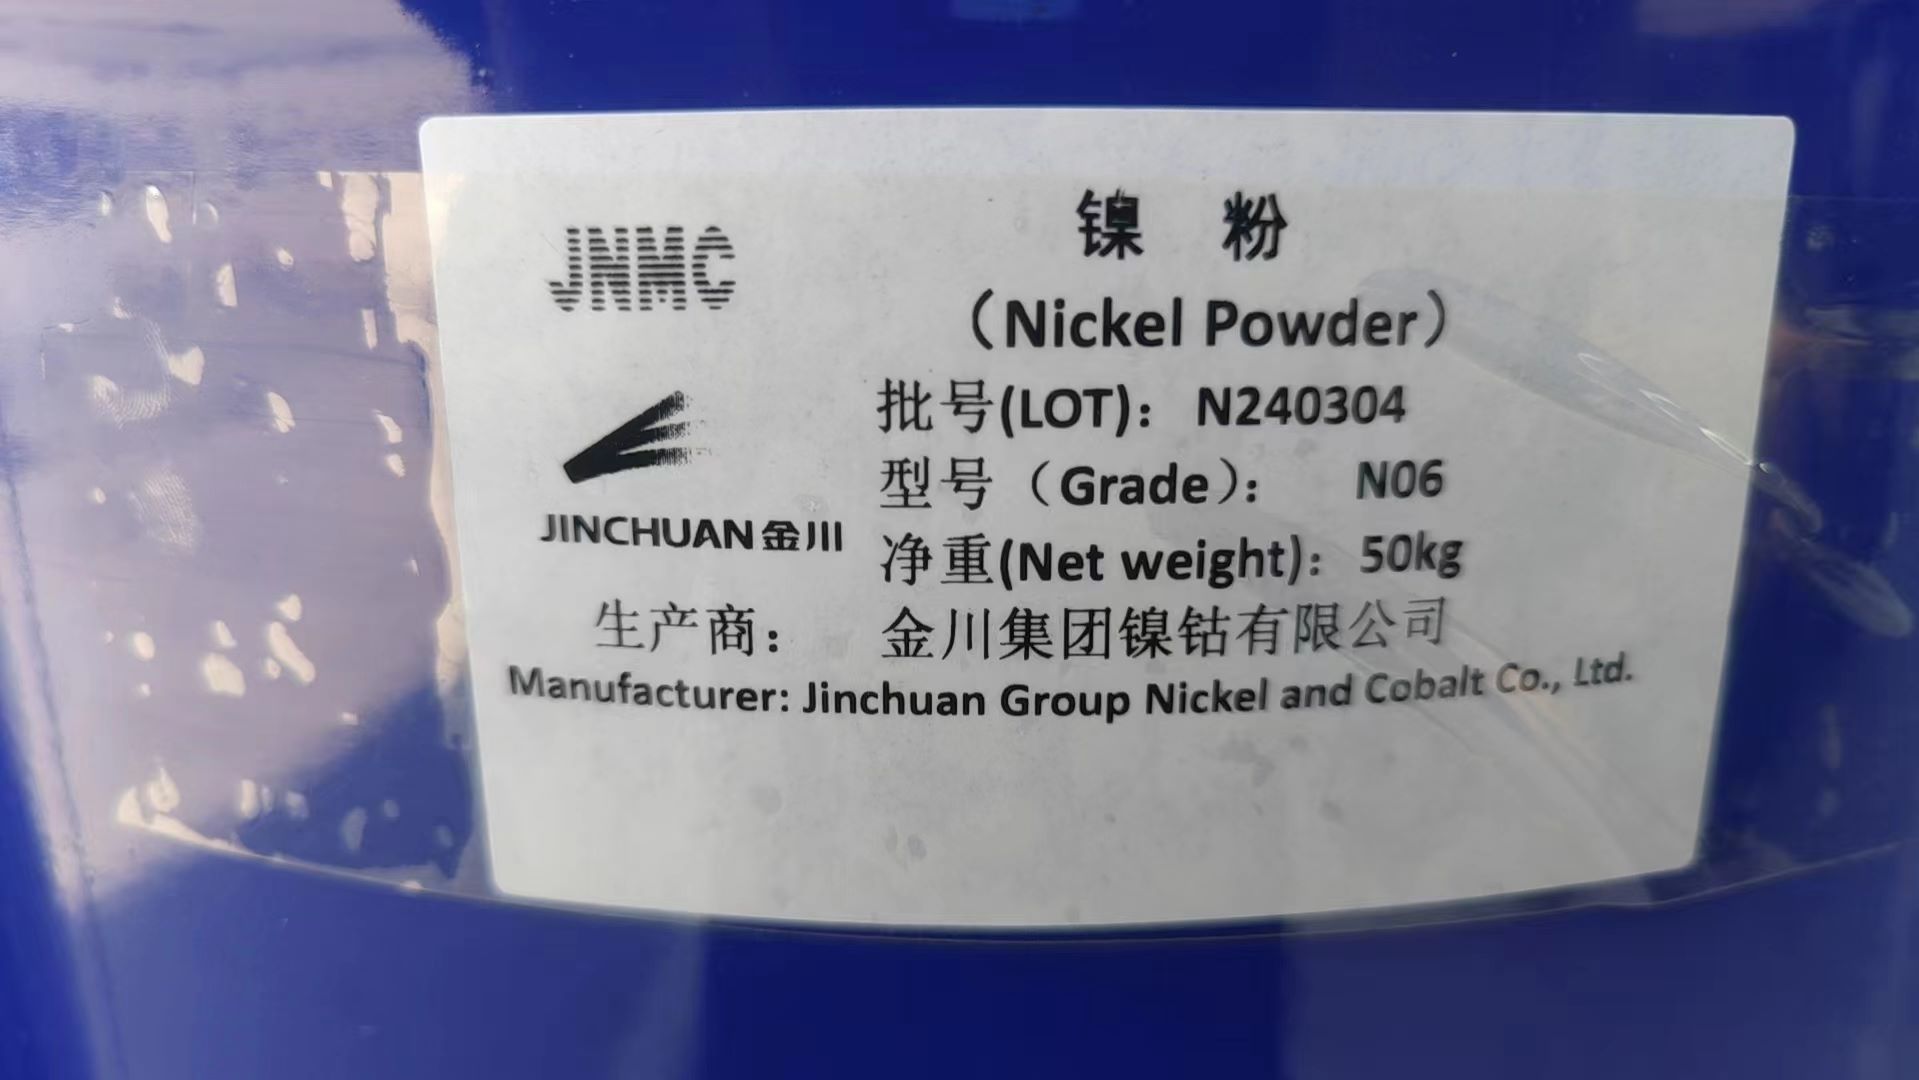 JNMC
镍 粉
（Nickel Powder）
批号(LOT)： N240304
型号（Grade）： N06
JINCHUAN金川
净重(Net weight)： 50kg
生产商： 金川集团镍钴有限公司
Manufacturer: Jinchuan Group Nickel and Cobalt Co., Ltd.